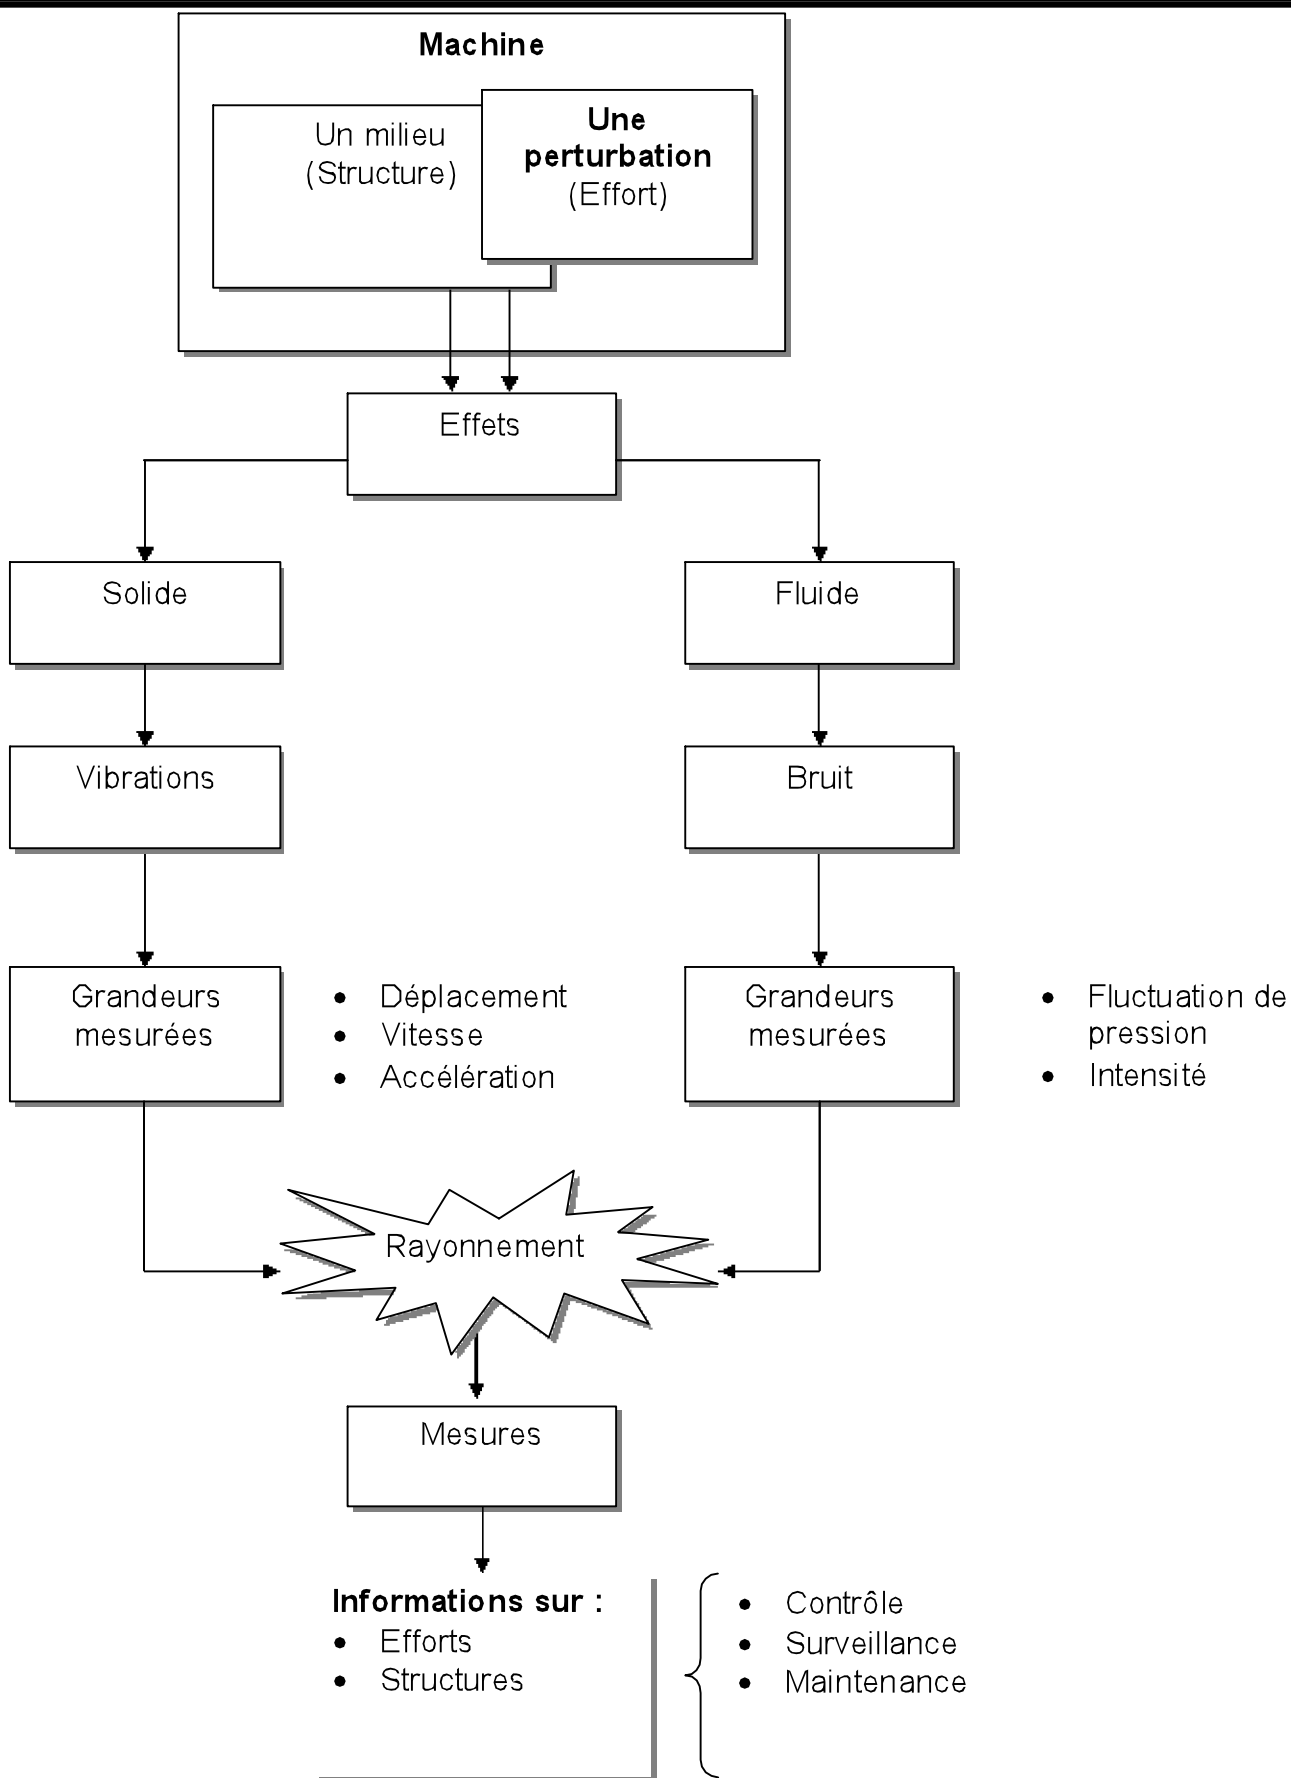 Machine
Un milieu
(Structure)
Une
perturbation
(Effort)
Effets
Solide
Fluide
Vibrations
Bruit
Grandeurs
mesurées
• Déplacement
• Vitesse
• Accélération
Grandeurs
mesurées
• Fluctuation de
pression
• Intensité
Rayonnement
Mesures
Informations sur :
• Efforts
• Structures
• Contrôle
• Surveillance
• Maintenance